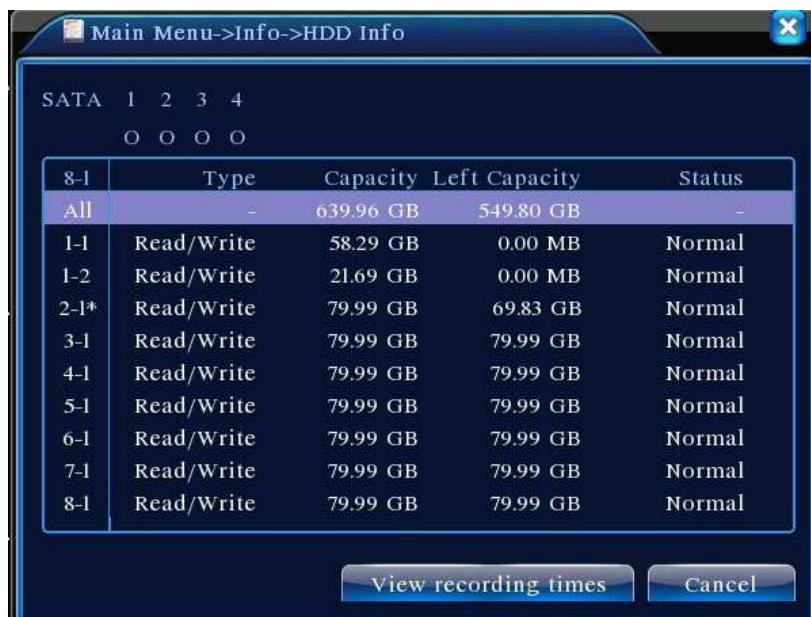 Main Menu->Info->HDD Info
SATA 1 2 3 4
O O O O
8-1 Type Capacity Left Capacity Status
All - 639.96 GB 549.80 GB -
1-1 Read/Write 58.29 GB 0.00 MB Normal
1-2 Read/Write 21.69 GB 0.00 MB Normal
2-1* Read/Write 79.99 GB 69.83 GB Normal
3-1 Read/Write 79.99 GB 79.99 GB Normal
4-1 Read/Write 79.99 GB 79.99 GB Normal
5-1 Read/Write 79.99 GB 79.99 GB Normal
6-1 Read/Write 79.99 GB 79.99 GB Normal
7-1 Read/Write 79.99 GB 79.99 GB Normal
8-1 Read/Write 79.99 GB 79.99 GB Normal
View recording times Cancel